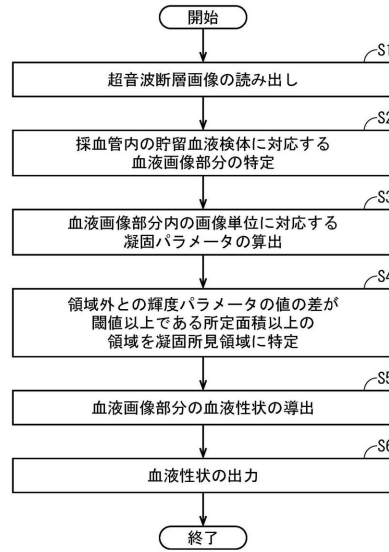 開始
S1
超音波断層画像の読み出し
S2
採血管内の貯留血液検体に対応する
血液画像部分の特定
S3
血液画像部分内の画像単位に対応する
凝固パラメータの算出
S4
領域外との輝度パラメータの値の差が
閾値以上である所定面積以上の
領域を凝固所見領域に特定
S5
血液画像部分の血液性状の導出
S6
血液性状の出力
終了